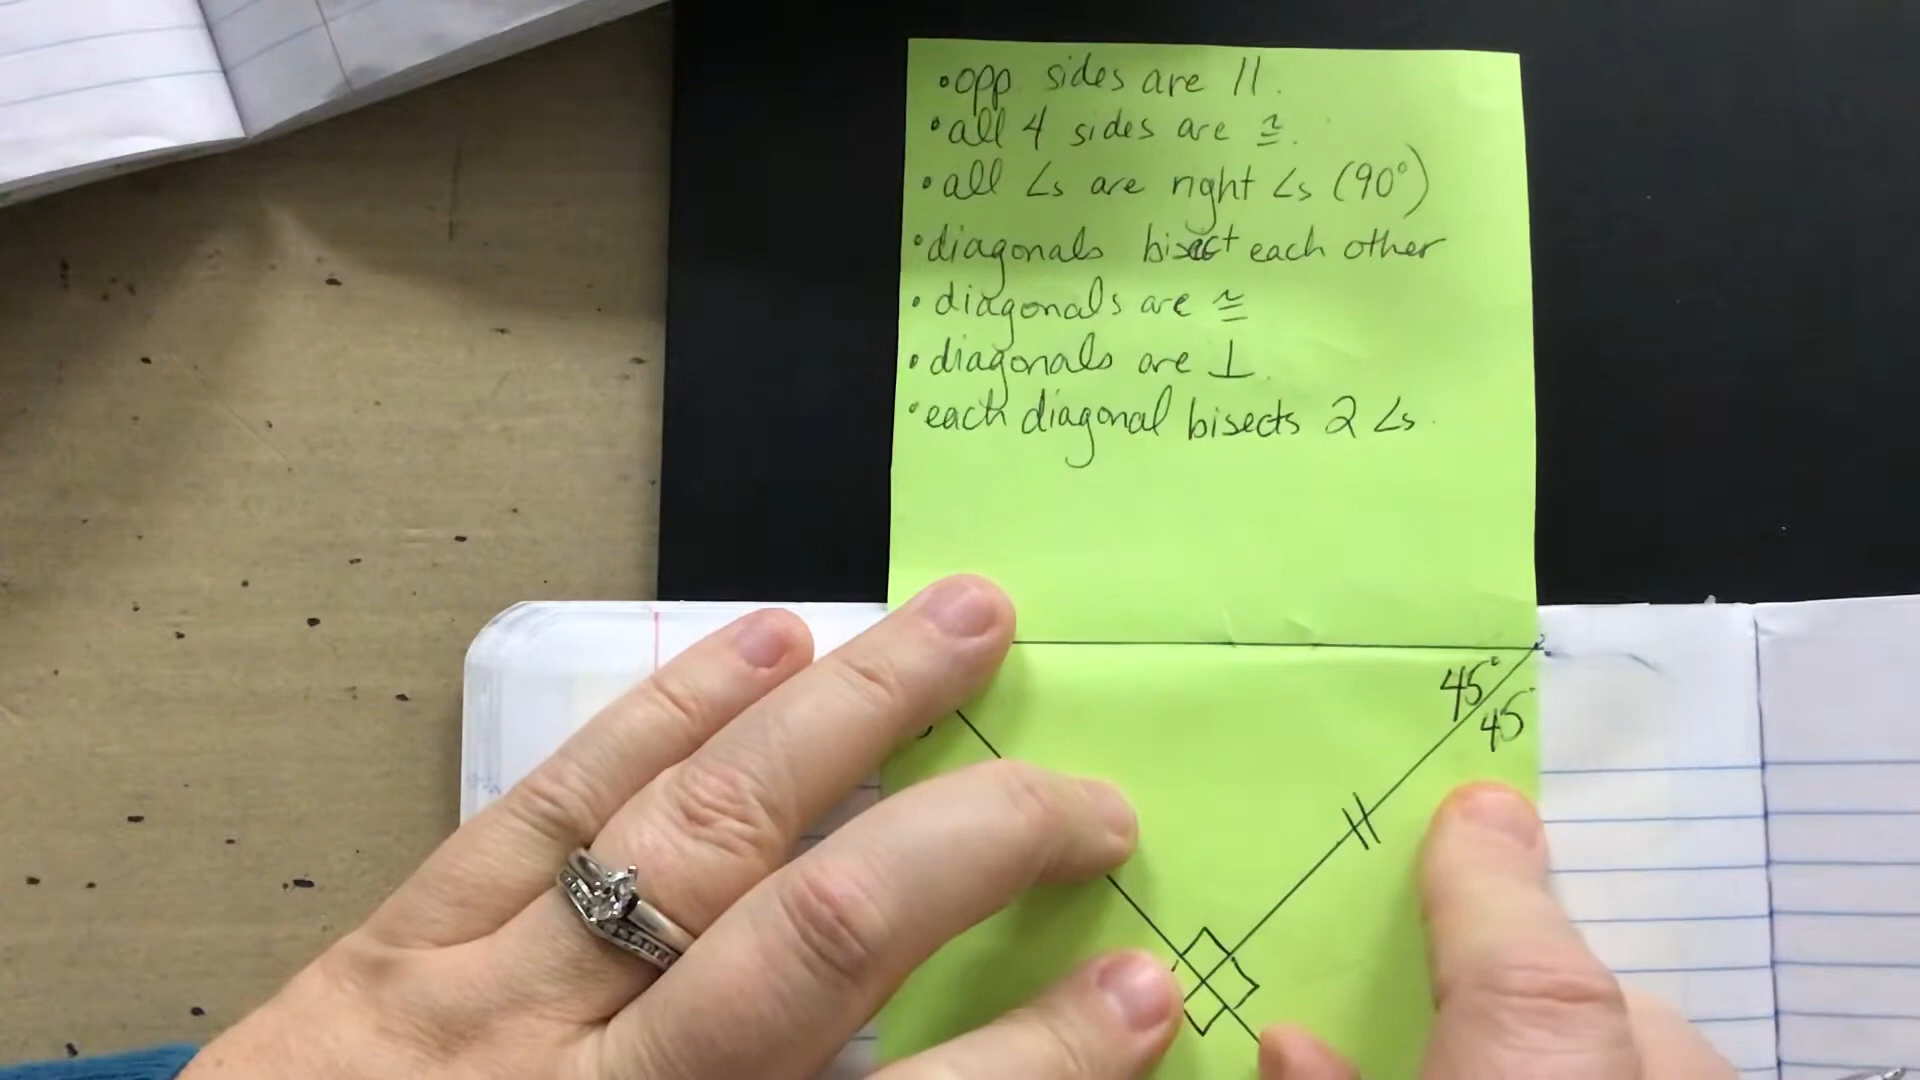 • opp. sides are ||.
• all 4 sides are ≅.
• all ∠s are right ∠s (90°)
• diagonals bisect each other
• diagonals are ≅
• diagonals are ⊥.
• each diagonal bisects 2 ∠s.
45°
45°